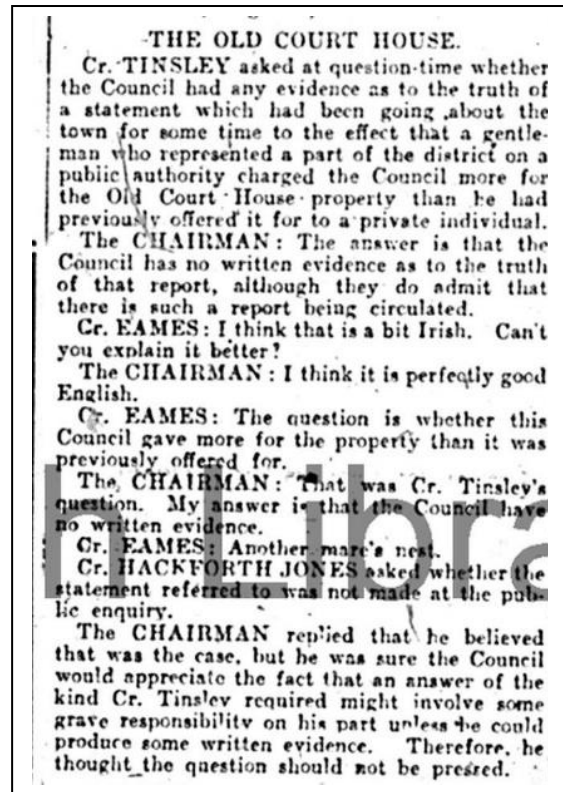 THE OLD COURT HOUSE.
Cr. TINSLEY asked at question-time whether
the Council had any evidence as to the truth of
a statement which had been going about the
town for some time to the effect that a gentle-
man who represented a part of the district on a
public authority charged the Council more for
the Old Court House property than he had
previously offered it for to a private individual.
The CHAIRMAN: The answer is that the
Council has no written evidence as to the truth
of that report, although they do admit that
there is such a report being circulated.
Cr. EAMES: I think that is a bit Irish. Can't
you explain it better?
The CHAIRMAN: I think it is perfectly good
English.
Cr. EAMES: The question is whether this
Council gave more for the property than it was
previously offered for.
The CHAIRMAN: That was Cr. Tinsley's
question. My answer is that the Council have
no written evidence.
Cr. EAMES: Another mare's nest.
Cr. HACKFORTH JONES asked whether the
statement referred to was not made at the pub-
lic enquiry.
The CHAIRMAN replied that he believed
that was the case, but he was sure the Council
would appreciate the fact that an answer of the
kind Cr. Tinsley required might involve some
grave responsibility on his part unless he could
produce some written evidence. Therefore, he
thought the question should not be pressed.
h Libra